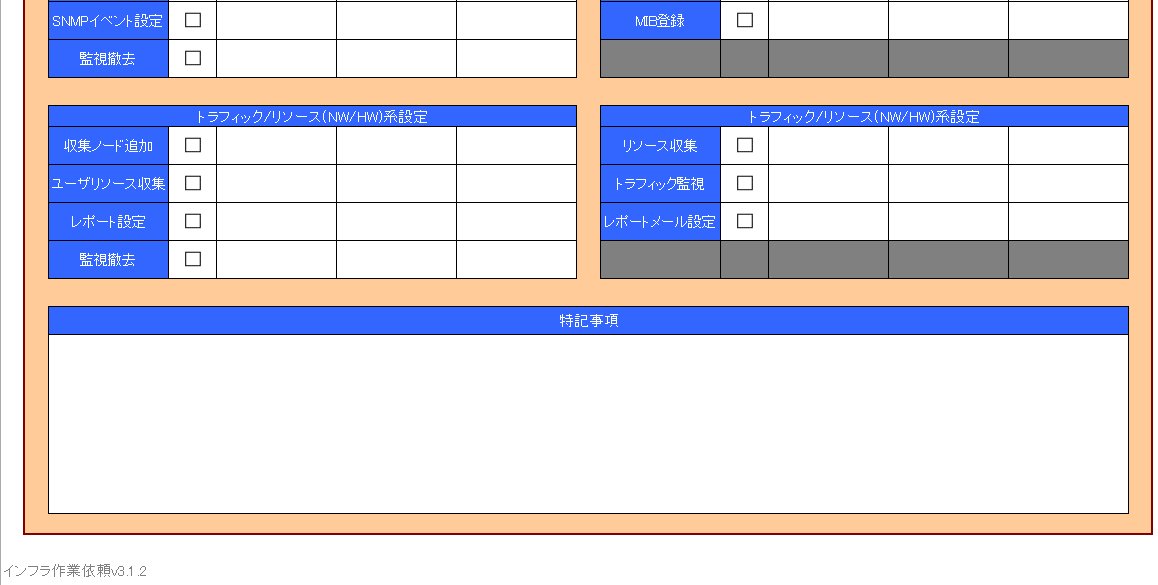 SNMPイベント設定 □ MIB登録 □
監視撤去 □
トラフィック/リソース(NW/HW)系設定 トラフィック/リソース(NW/HW)系設定
収集ノード追加 □ リソース収集 □
ユーザリソース収集 □ トラフィック監視 □
レポート設定 □ レポートメール設定 □
監視撤去 □
特記事項
インフラ作業依頼v3.1.2